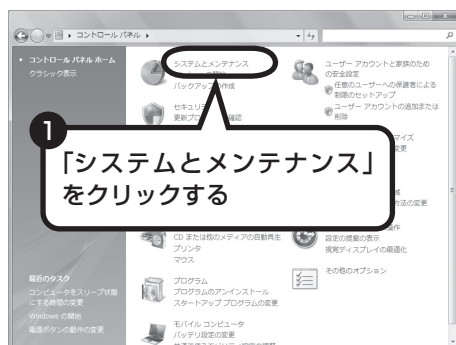 コントロール パネル
コントロール パネル ホーム
クラシック表示
システムとメンテナンス
バックアップの作成
セキュリティ
更新プロ
確認
ユーザー アカウントと家族のため
の安全設定
任意のユーザーへの保護者による
制限のセットアップ
ユーザー アカウントの追加または
削除
1
「システムとメンテナンス」
をクリックする
マイズ
変更
方法の変更
CD または他のメディアの自動再生
プリンタ
マウス
設定の提案の表示
視覚ディスプレイの最適化
プログラム
プログラムのアンインストール
スタートアップ プログラムの変更
その他のオプション
モバイル コンピュータ
バッテリ設定の変更
最近のタスク
コンピュータをスリープ状態
にする時間の変更
Windows の開始
電源ボタンの動作の変更